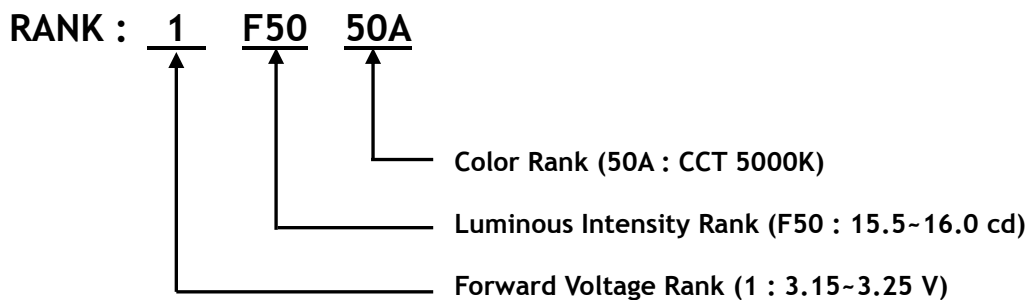 RANK : 1 F50 50A
Color Rank (50A : CCT 5000K)
Luminous Intensity Rank (F50 : 15.5~16.0 cd)
Forward Voltage Rank (1 : 3.15~3.25 V)